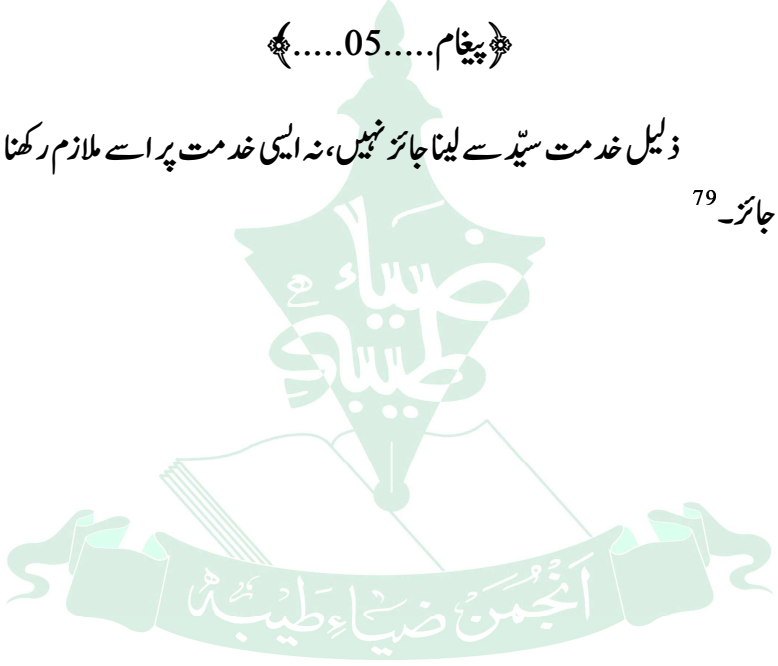 ﴿پیغام.....05.....﴾
ذلیل خدمت سیّد سے لینا جائز نہیں، نہ ایسی خدمت پر اسے ملازم رکھنا
جائز۔79
ضیاء
طیبہ
انجمن ضیاءِ طیبہ